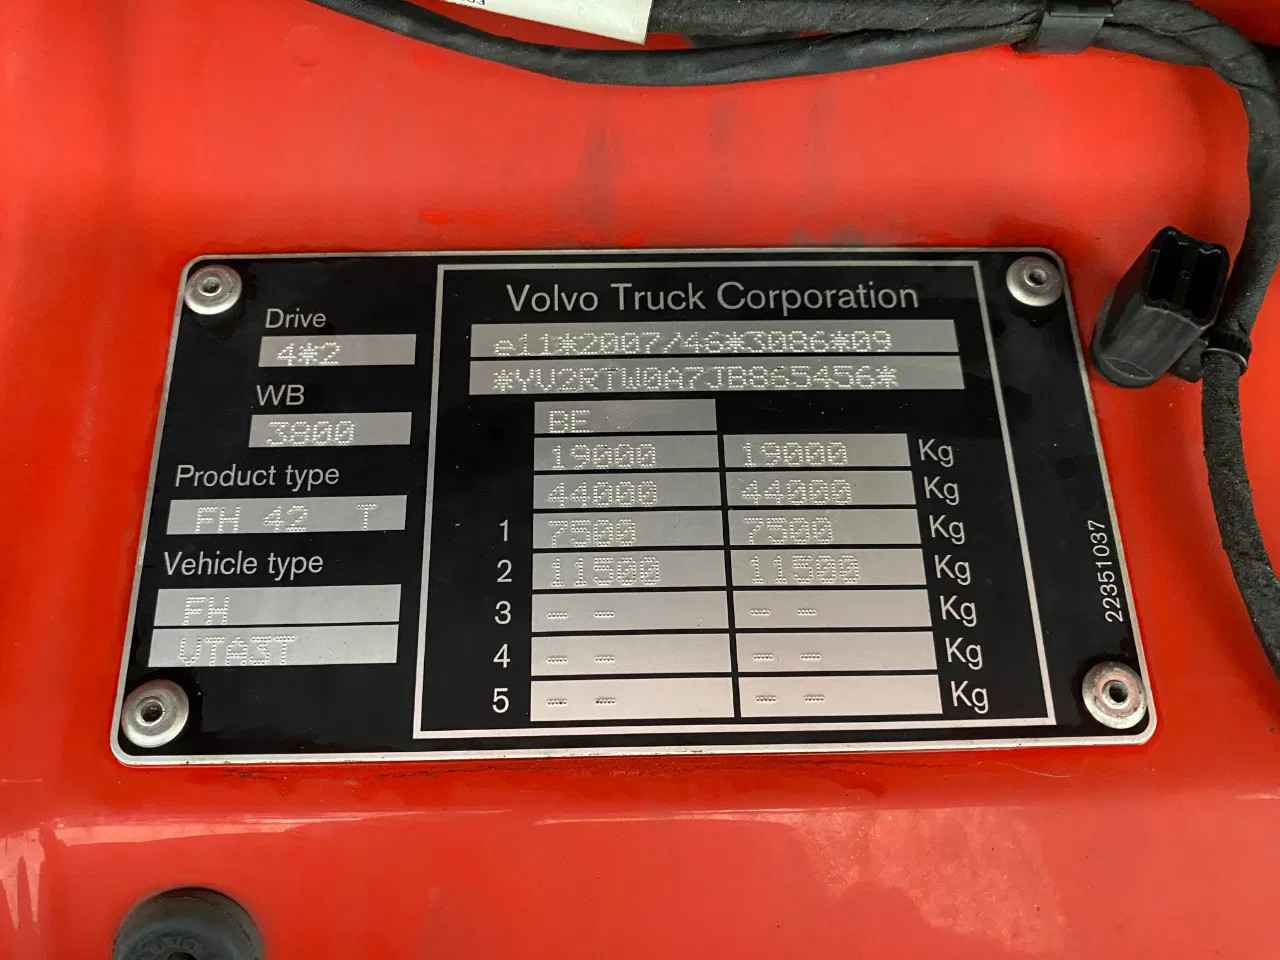 Volvo Truck Corporation
Drive
4*2
e11*2007/46*3086*09
*YV2RTW0A7JB865456*
WB
3800
BE
19000 19000 Kg
44000 44000 Kg
Product type
FH 42 T
1 7500 7500 Kg
2 11500 11500 Kg
Vehicle type
FH
VTA3T
3 -- -- -- -- Kg
4 -- -- -- -- Kg
5 -- -- -- -- Kg
22351037